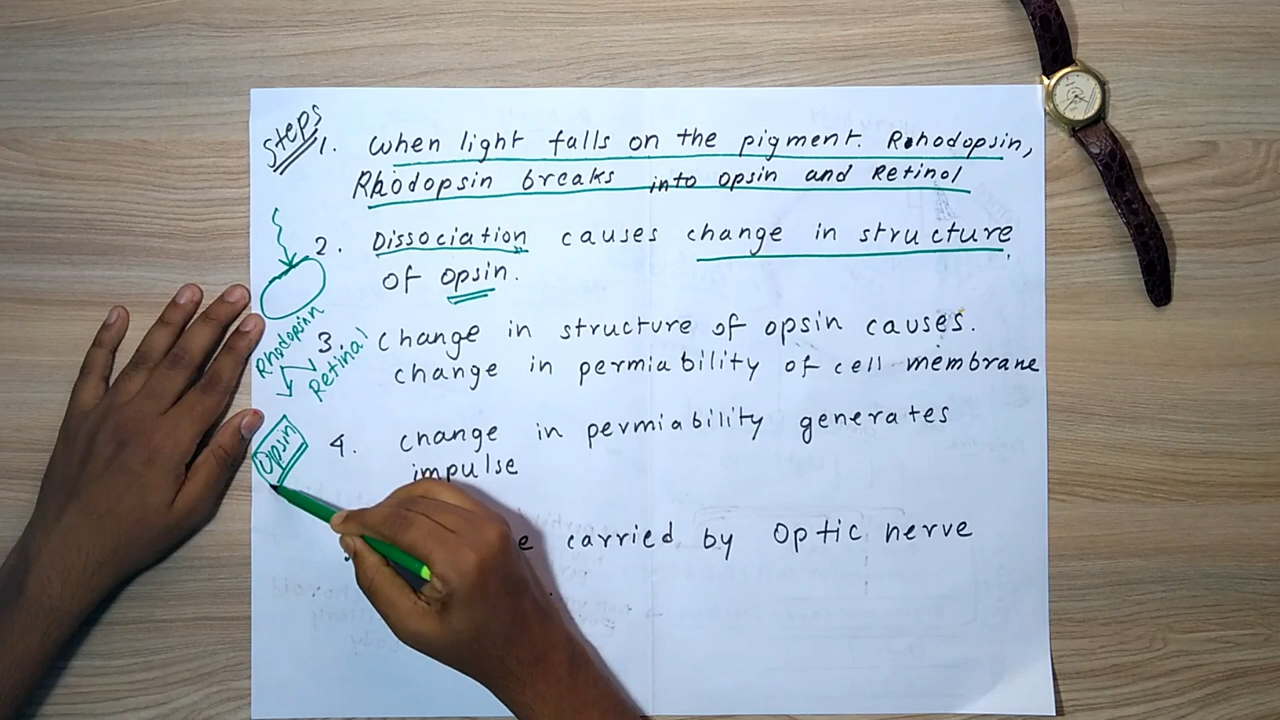 Steps
1. when light falls on the pigment. Rhodopsin,
Rhodopsin breaks into opsin and Retinol
2. Dissociation causes change in structure
of opsin.
3. change in structure of opsin causes.
change in permiability of cell membrane
4. change in permiability generates
impulse
carried by Optic nerve
Rhodopsin
Retinal
Opsin